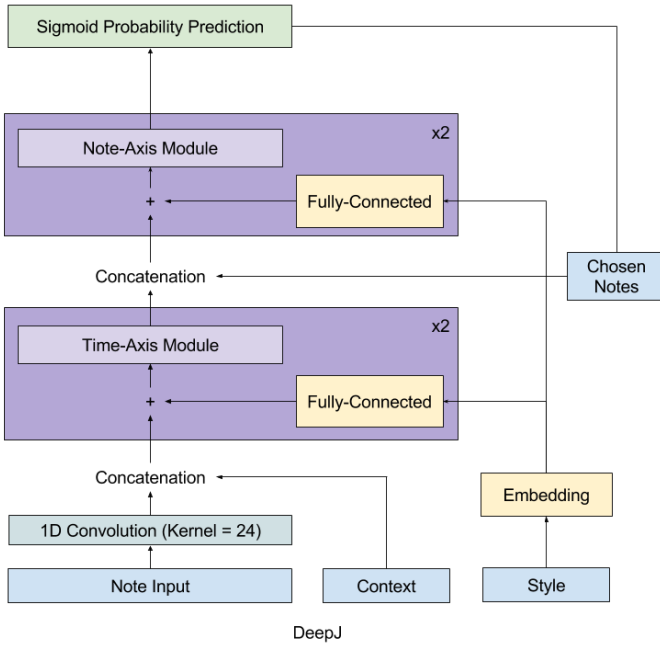 Sigmoid Probability Prediction
x2
Note-Axis Module
+
Fully-Connected
Concatenation
Chosen
Notes
x2
Time-Axis Module
+
Fully-Connected
Concatenation
Embedding
1D Convolution (Kernel = 24)
Note Input
Context
Style
DeepJ